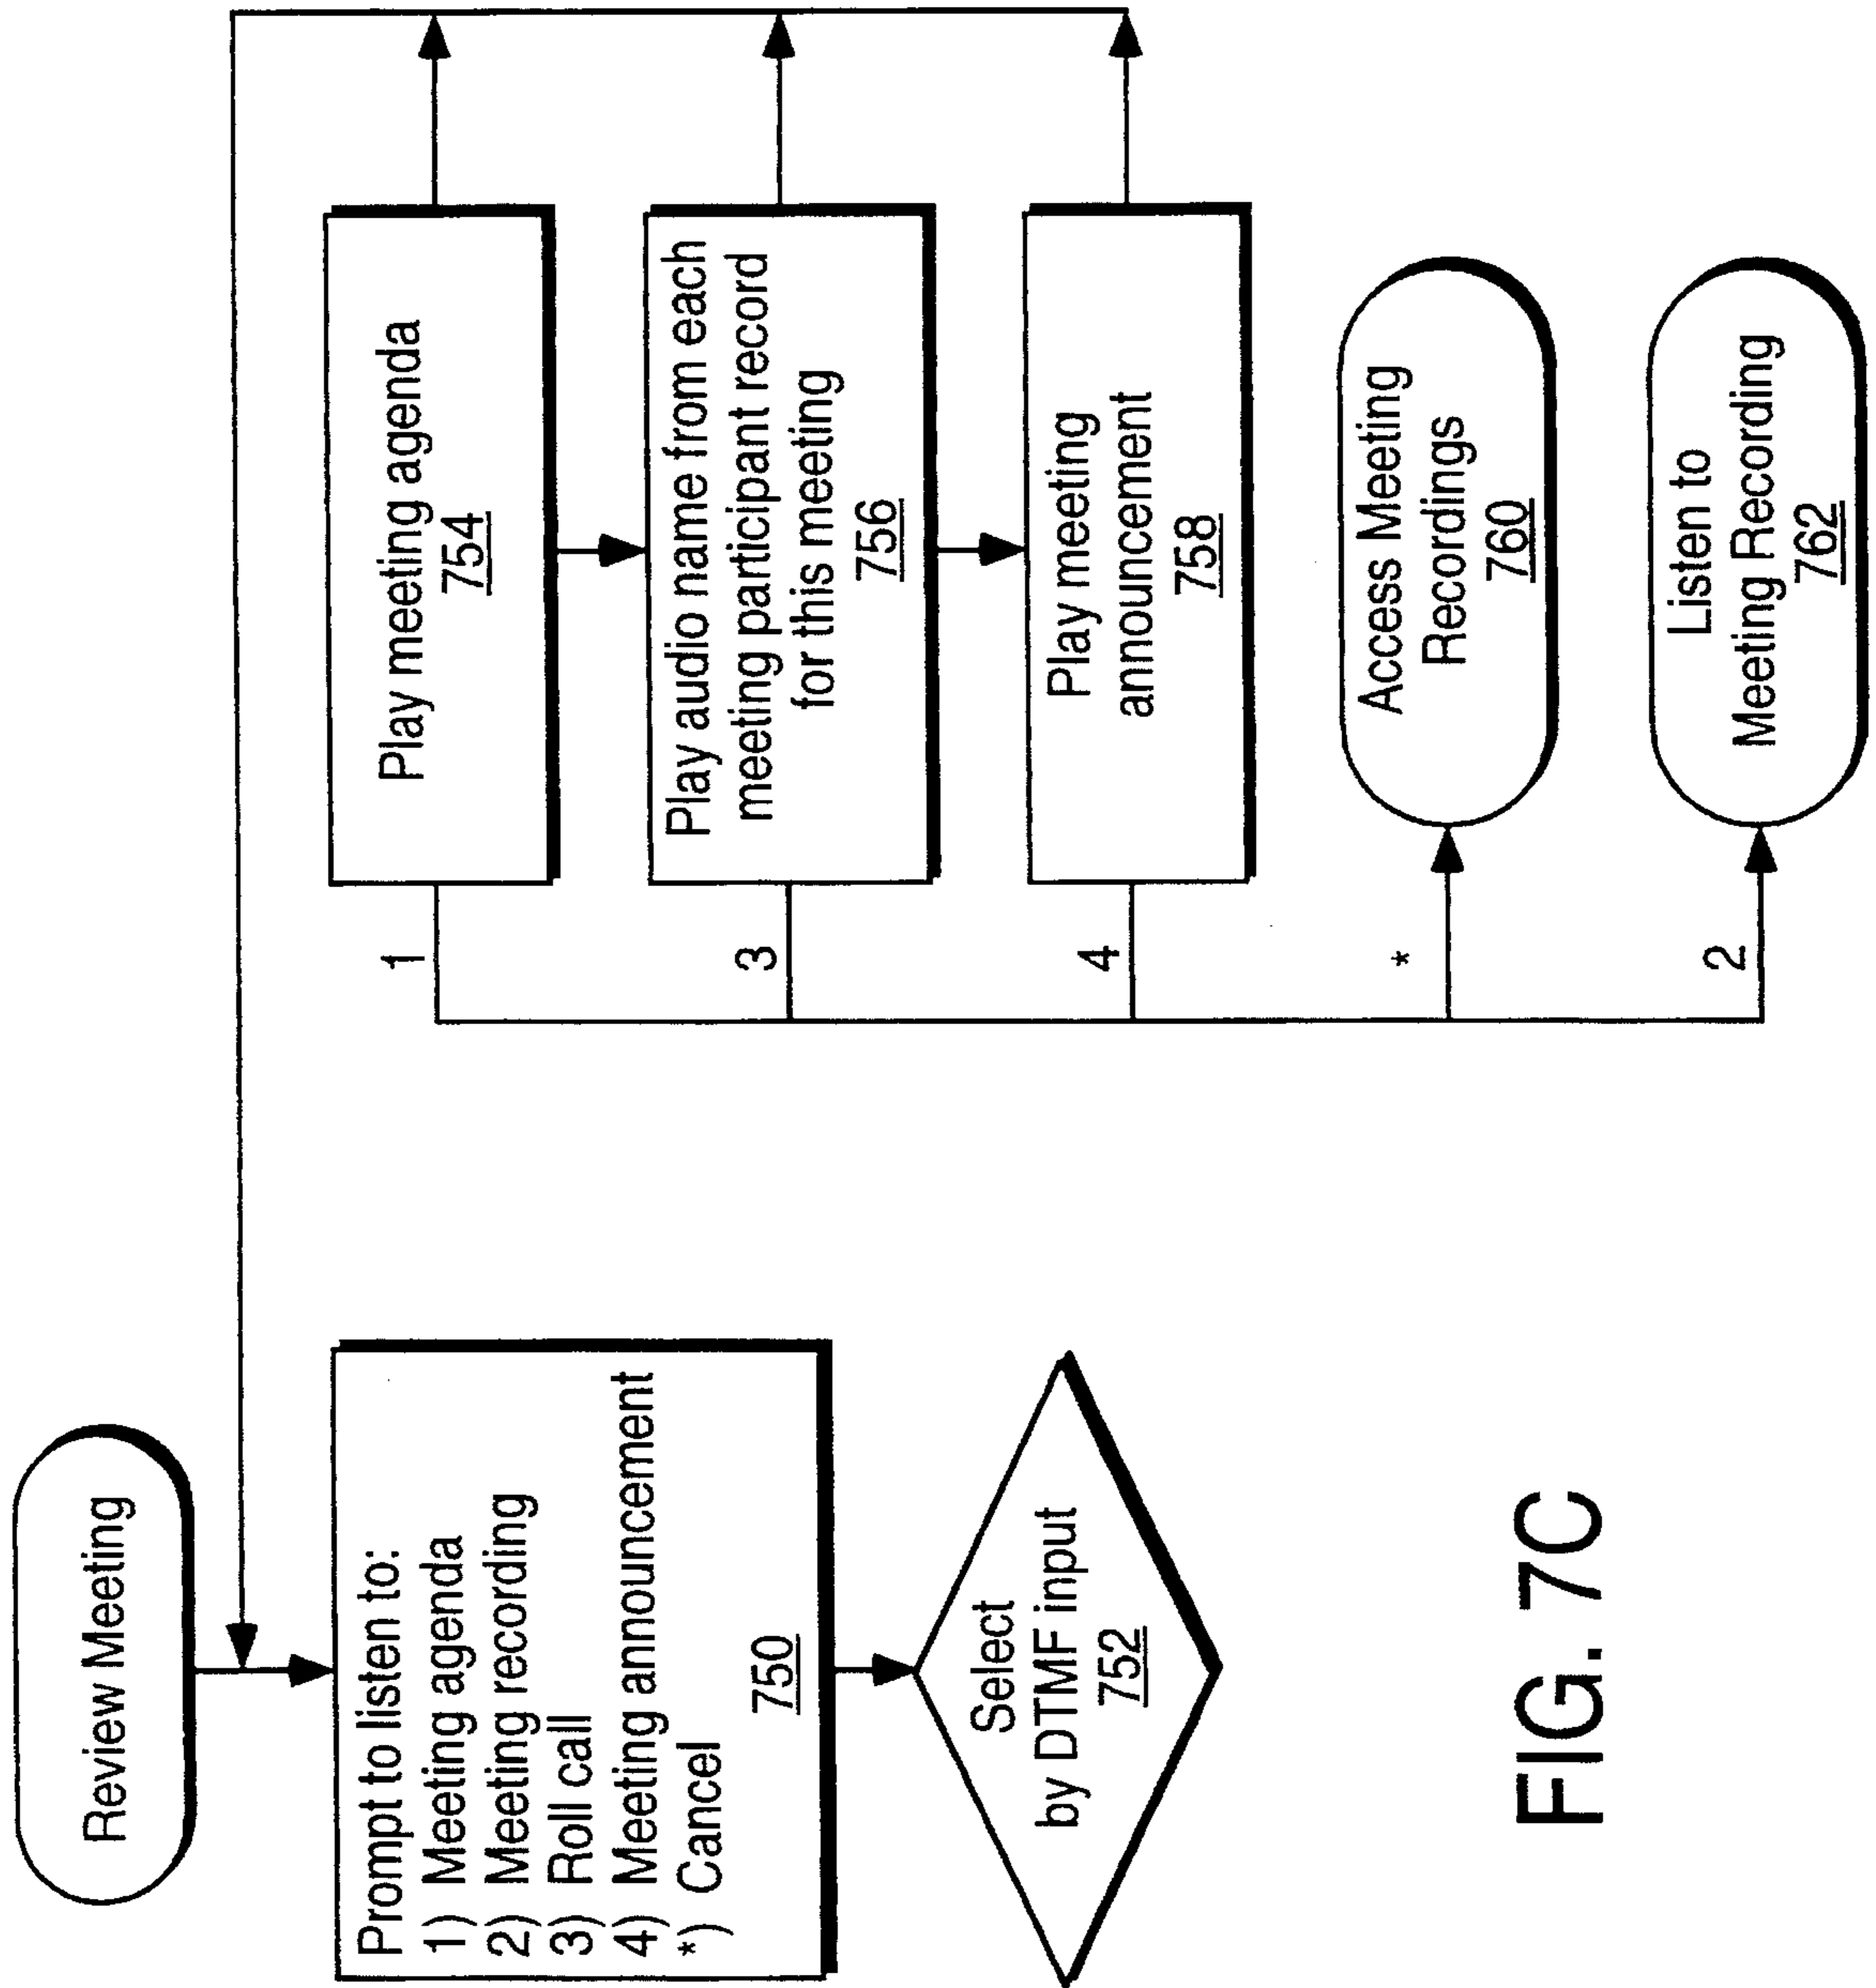 Review Meeting
Prompt to listen to:
1) Meeting agenda
2) Meeting recording
3) Roll call
4) Meeting announcement
*) Cancel
750
Select
by DTMF input
752
1
Play meeting agenda
754
3
Play audio name from each
meeting participant record
for this meeting
756
4
Play meeting
announcement
758
*
Access Meeting
Recordings
760
2
Listen to
Meeting Recording
762
FIG. 7C